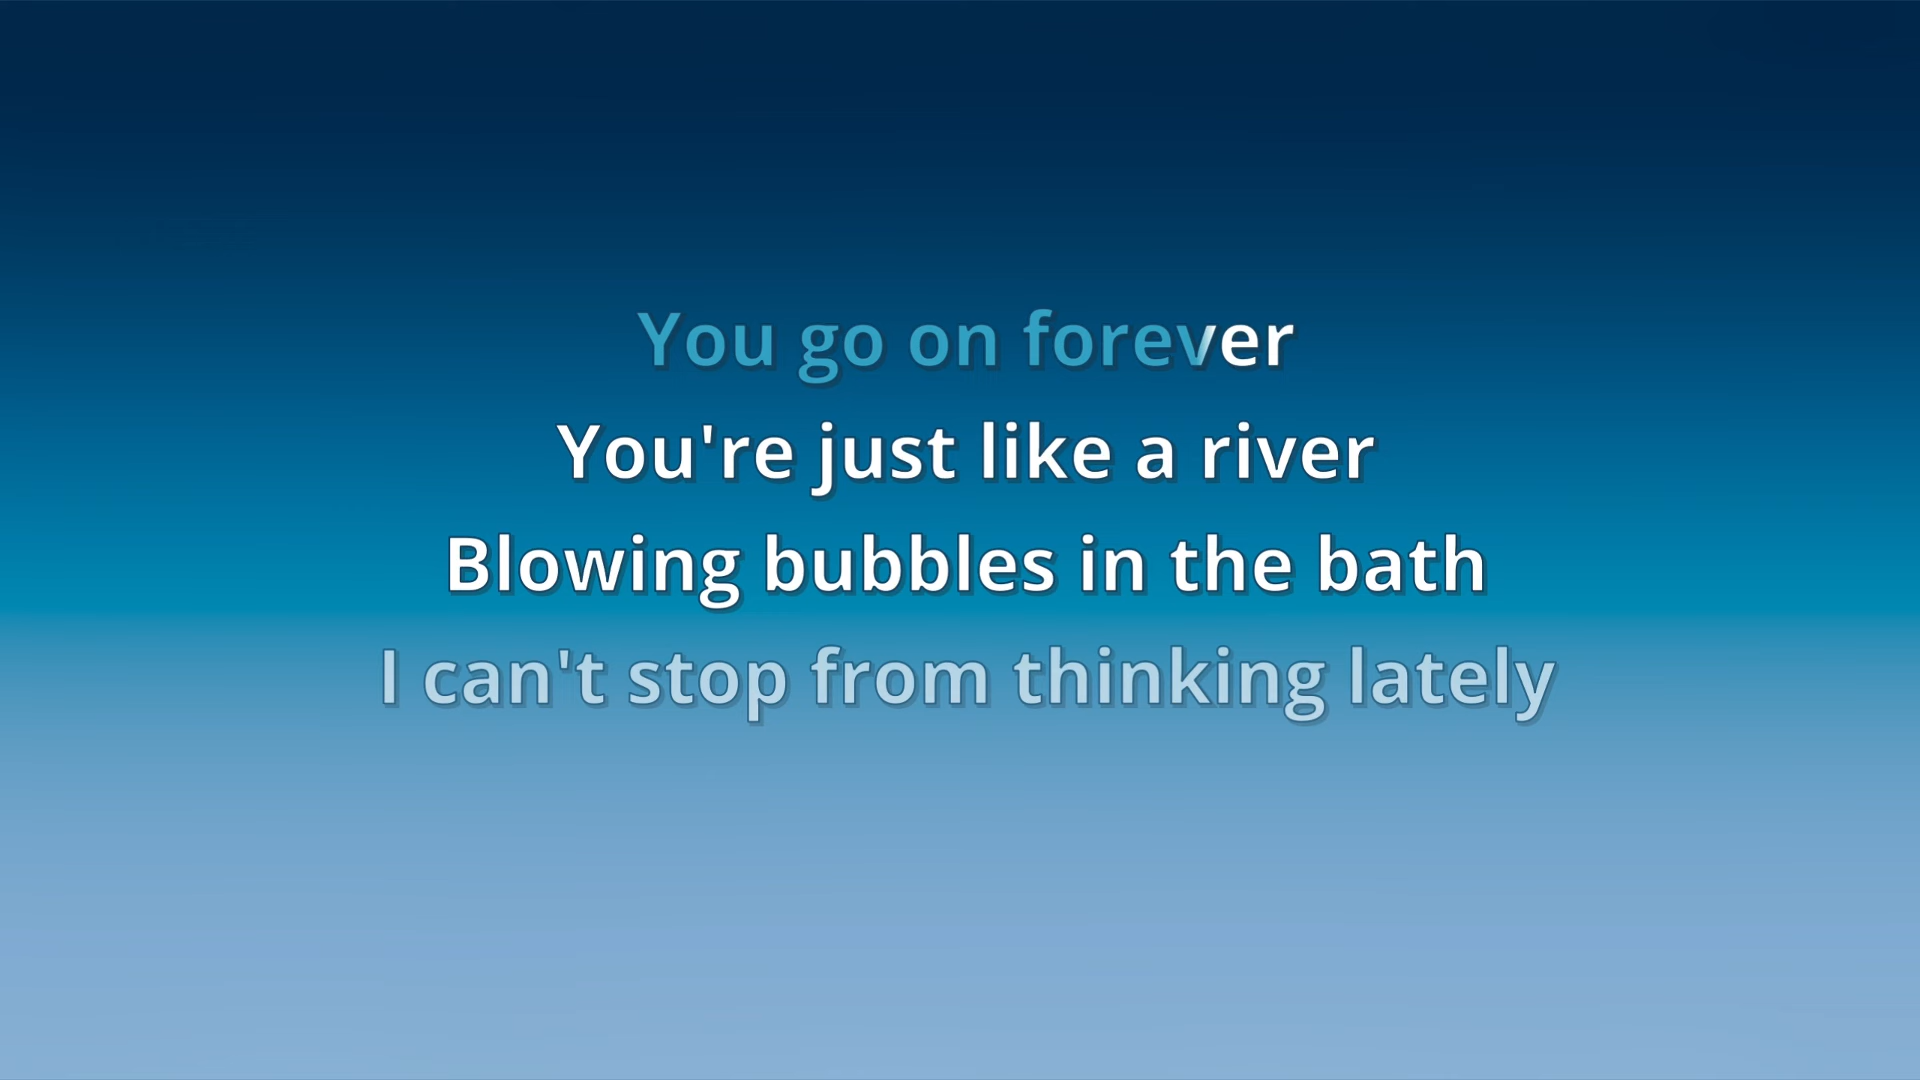 You go on forever
You're just like a river
Blowing bubbles in the bath
I can't stop from thinking lately